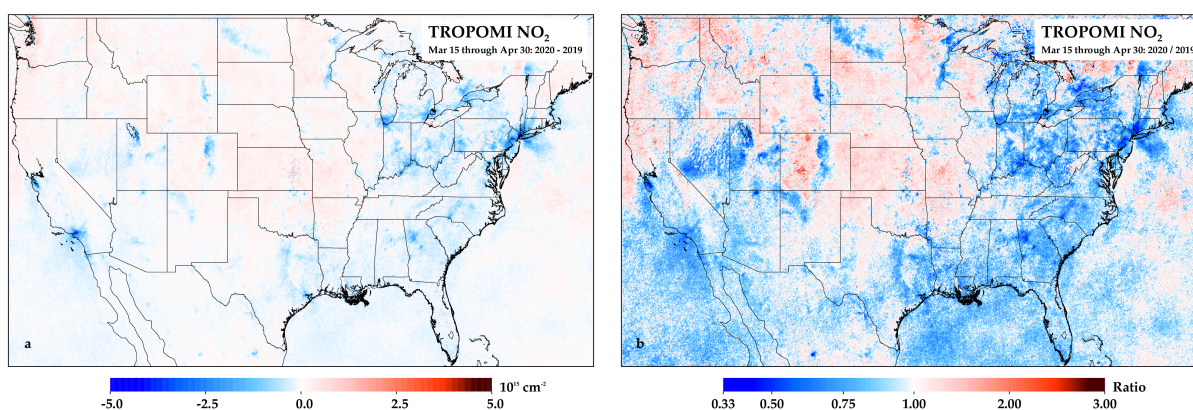 TROPOMI NO₂
Mar 15 through Apr 30: 2020 - 2019
a
-5.0 -2.5 0.0 2.5 5.0 10¹⁵ cm⁻²
TROPOMI NO₂
Mar 15 through Apr 30: 2020 / 2019
b
0.33 0.50 0.75 1.00 2.00 3.00 Ratio